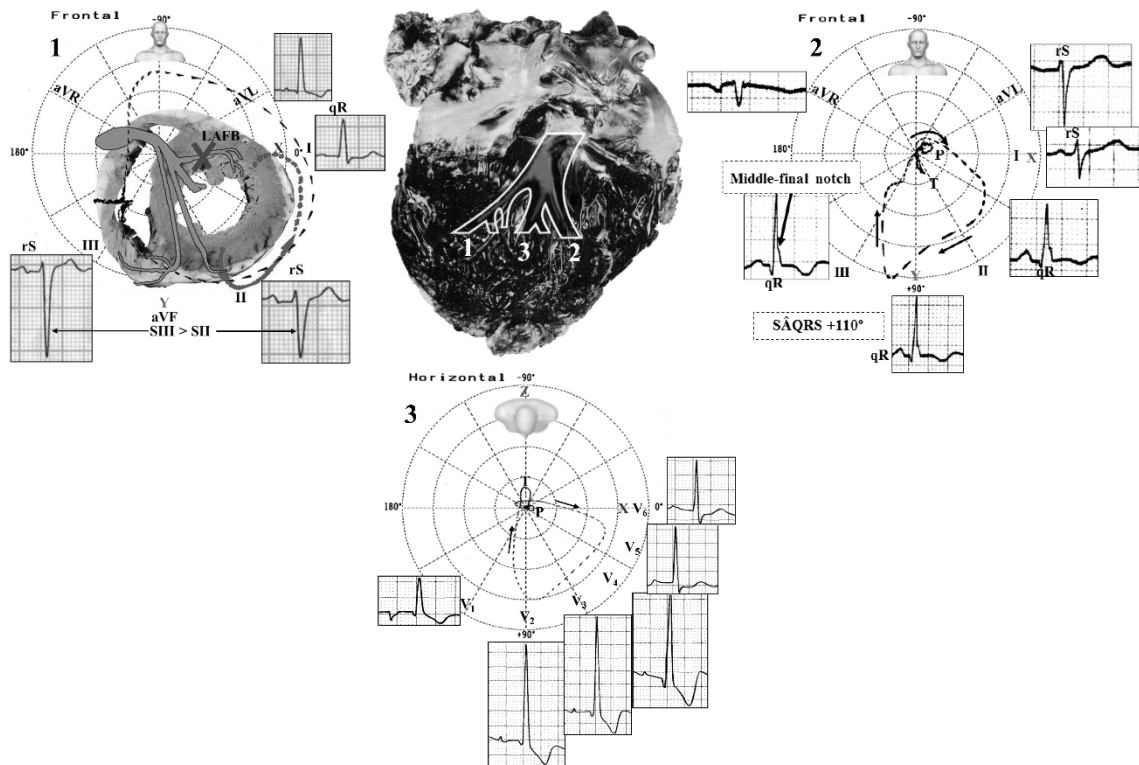 Frontal
1
-90°
aVR
aVL
LAFB
qR
180°
X
I
0°
III
II
rS
rS
Y
aVF
SIII > SII
1
3
2
Frontal
2
-90°
aVR
aVL
rS
rS
180°
P
I
X
T
Middle-final notch
III
II
qR
qR
Y
+90°
SÂQRS +110°
qR
Horizontal
3
-90°
Z
T
P
180°
0°
X V6
V5
V4
V3
V2
V1
+90°